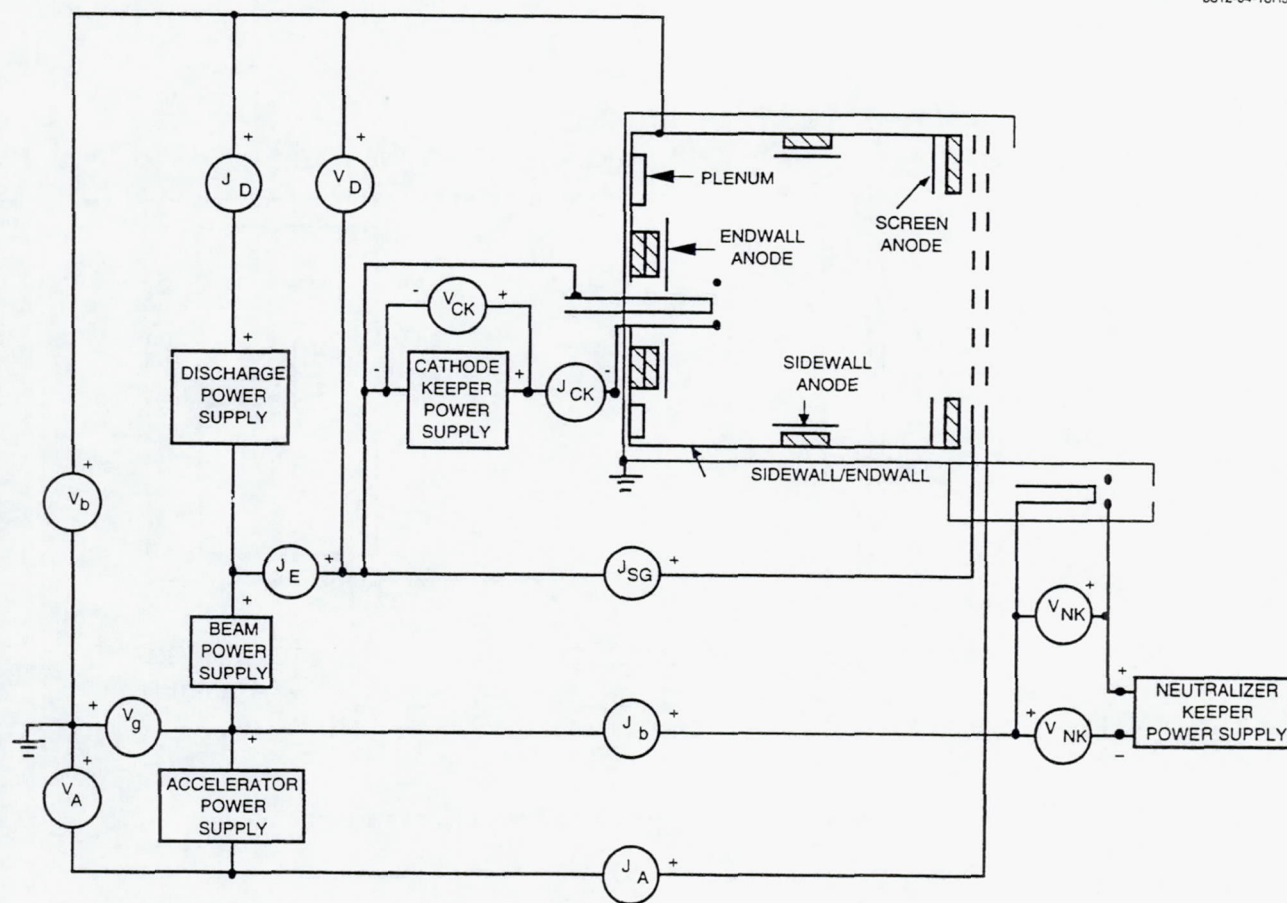 J D
V D
PLENUM
SCREEN
ANODE
ENDWALL
ANODE
- V CK +
DISCHARGE
POWER
SUPPLY
CATHODE
KEEPER
POWER
SUPPLY
- +
J CK -
SIDEWALL
ANODE
SIDEWALL/ENDWALL
V b +
J E +
J SG +
BEAM
POWER
SUPPLY
V NK +
+ V g
J b +
+ V NK -
NEUTRALIZER
KEEPER
POWER SUPPLY
V A +
ACCELERATOR
POWER
SUPPLY
J A +